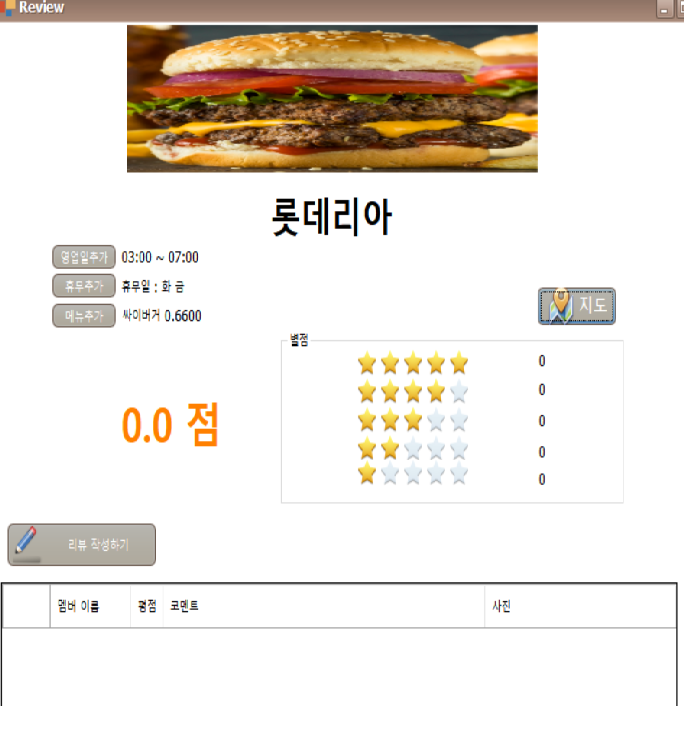 Review
롯데리아
영업일추가 03:00 ~ 07:00
휴무추가 휴무일 : 화 금
메뉴추가 싸이버거 0.6600
지도
별점
0
0
0.0 점
0
0
0
리뷰 작성하기
멤버 이름 평점 코멘트 사진